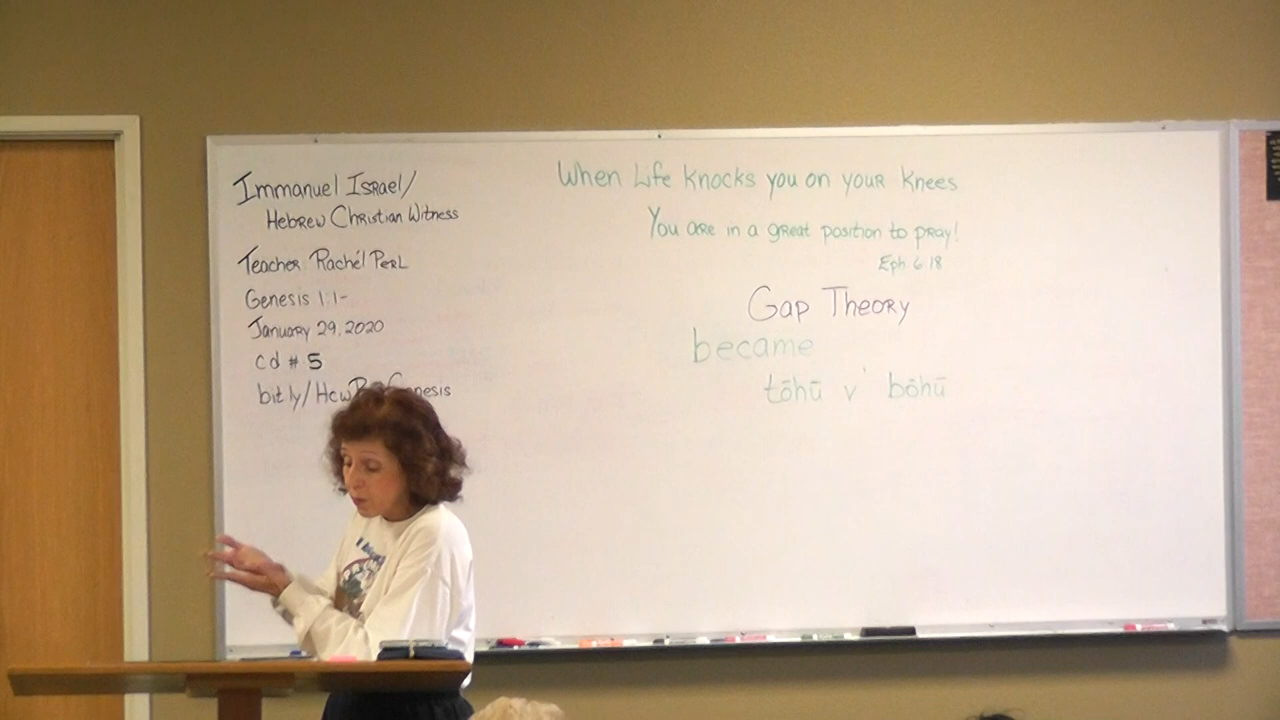 Immanuel Israel/
Hebrew Christian Witness
Teacher Rachél Perl
Genesis 1:1-
January 29, 2020
cd # 5
When Life Knocks you on your Knees
You are in a great position to pray!
Eph. 6:18
Gap Theory
became
tōhū v' bōhū